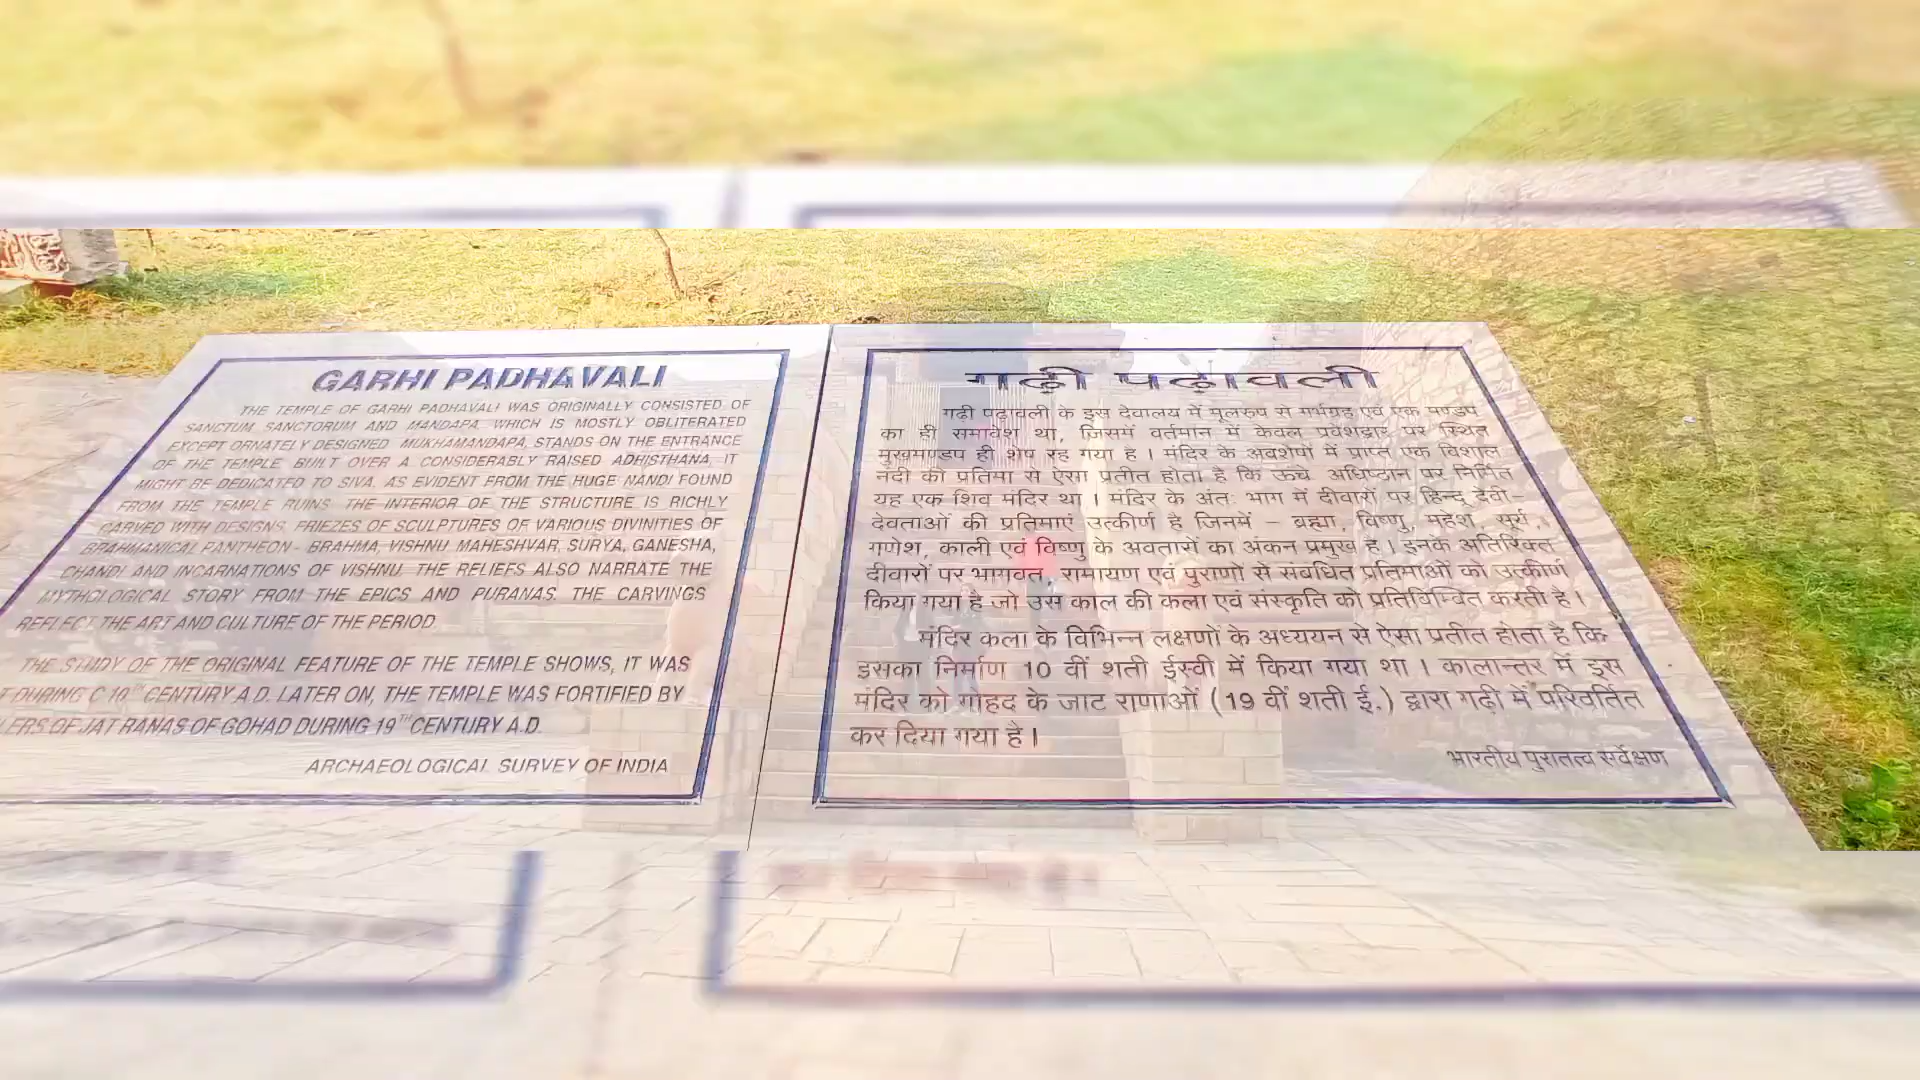 GARHI PADHAVALI
THE TEMPLE OF GARHI PADHAVALI WAS ORIGINALLY CONSISTED OF
SANCTUM SANCTORUM AND MANDAPA, WHICH IS MOSTLY OBLITERATED
EXCEPT ORNATELY DESIGNED MUKHAMANDAPA, STANDS ON THE ENTRANCE
OF THE TEMPLE. BUILT OVER A CONSIDERABLY RAISED ADHISTHANA, IT
MIGHT BE DEDICATED TO SIVA, AS EVIDENT FROM THE HUGE NANDI FOUND
FROM THE TEMPLE RUINS. THE INTERIOR OF THE STRUCTURE IS RICHLY
CARVED WITH DESIGNS, FRIEZES OF SCULPTURES OF VARIOUS DIVINITIES OF
BRAHMANICAL PANTHEON - BRAHMA, VISHNU, MAHESHVAR, SURYA, GANESHA,
CHANDI AND INCARNATIONS OF VISHNU. THE RELIEFS ALSO NARRATE THE
MYTHOLOGICAL STORY FROM THE EPICS AND PURANAS. THE CARVINGS
REFLECT THE ART AND CULTURE OF THE PERIOD.
THE STUDY OF THE ORIGINAL FEATURE OF THE TEMPLE SHOWS, IT WAS
DURING C.10TH CENTURY A.D. LATER ON, THE TEMPLE WAS FORTIFIED BY
OF JAT RANAS OF GOHAD DURING 19TH CENTURY A.D.
ARCHAEOLOGICAL SURVEY OF INDIA
गढ़ी पढ़ावली
गढ़ी पढ़ावली के इस देवालय में मूलरुप से गर्भग्रह एवं एक मण्डप
का ही समावेश था, जिसमें वर्तमान में केवल प्रवेशद्वार पर स्थित
मुखमण्डप ही शेष रह गया है । मंदिर के अवशेषों में प्राप्त एक विशाल
नंदी की प्रतिमा से ऐसा प्रतीत होता है कि ऊंचे अधिष्ठान पर निर्मित
यह एक शिव मंदिर था । मंदिर के अंतः भाग में दीवारों पर हिन्दू देवी–
देवताओं की प्रतिमाएं उत्कीर्ण है जिनमें – ब्रह्मा, विष्णु, महेश, सूर्य,
गणेश, काली एवं विष्णु के अवतारों का अंकन प्रमुख है । इनके अतिरिक्त
दीवारों पर भागवत, रामायण एवं पुराणों से संबंधित प्रतिमाओं को उत्कीर्ण
किया गया है जो उस काल की कला एवं संस्कृति को प्रतिबिम्बित करती है ।
मंदिर कला के विभिन्न लक्षणों के अध्ययन से ऐसा प्रतीत होता है कि
इसका निर्माण 10 वीं शती ईस्वी में किया गया था । कालान्तर में इस
मंदिर को गोहद के जाट राणाओं (19 वीं शती ई.) द्वारा गढ़ी में परिवर्तित
कर दिया गया है ।
भारतीय पुरातत्व सर्वेक्षण